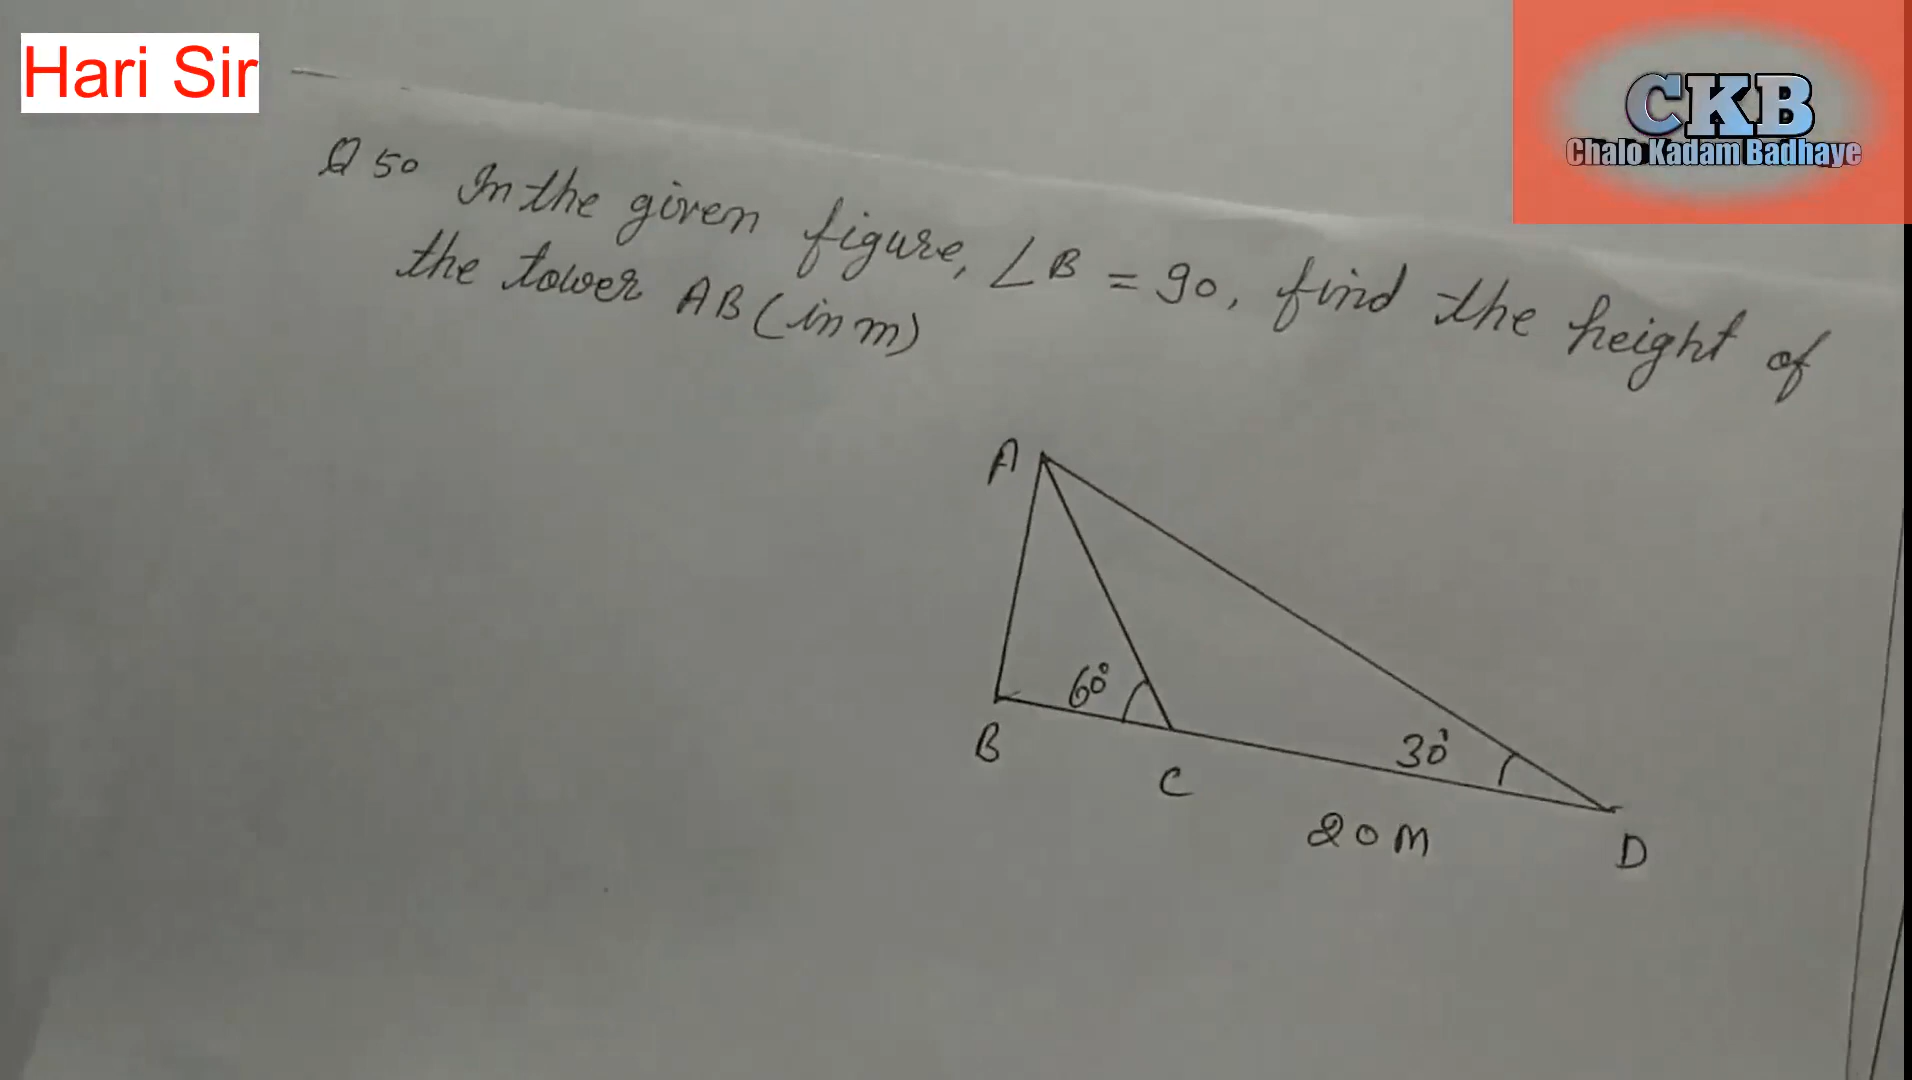 Hari Sir
CKB
Chalo Kadam Badhaye
Q 50 In the given figure, ∠B = 90, find the height of
the tower AB (in m)
A
60°
B
C
30°
20 M
D